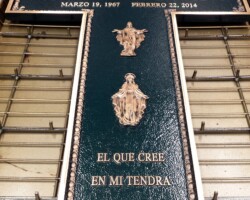 MARZO 19, 1967 FEBRERO 22, 2014
EL QUE CREE
EN MI TENDRA